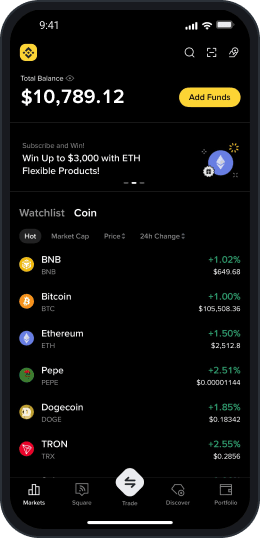 9:41
Total Balance
$10,789.12
Add Funds
Subscribe and Win!
Win Up to $3,000 with ETH
Flexible Products!
Watchlist Coin
Hot Market Cap Price 24h Change
BNB +1.02%
BNB $649.68
Bitcoin +1.00%
BTC $105,508.36
Ethereum +1.50%
ETH $2,512.8
Pepe +2.51%
PEPE $0.00001144
Dogecoin +1.85%
DOGE $0.18342
TRON +2.55%
TRX $0.2856
Markets Square Trade Discover Portfolio